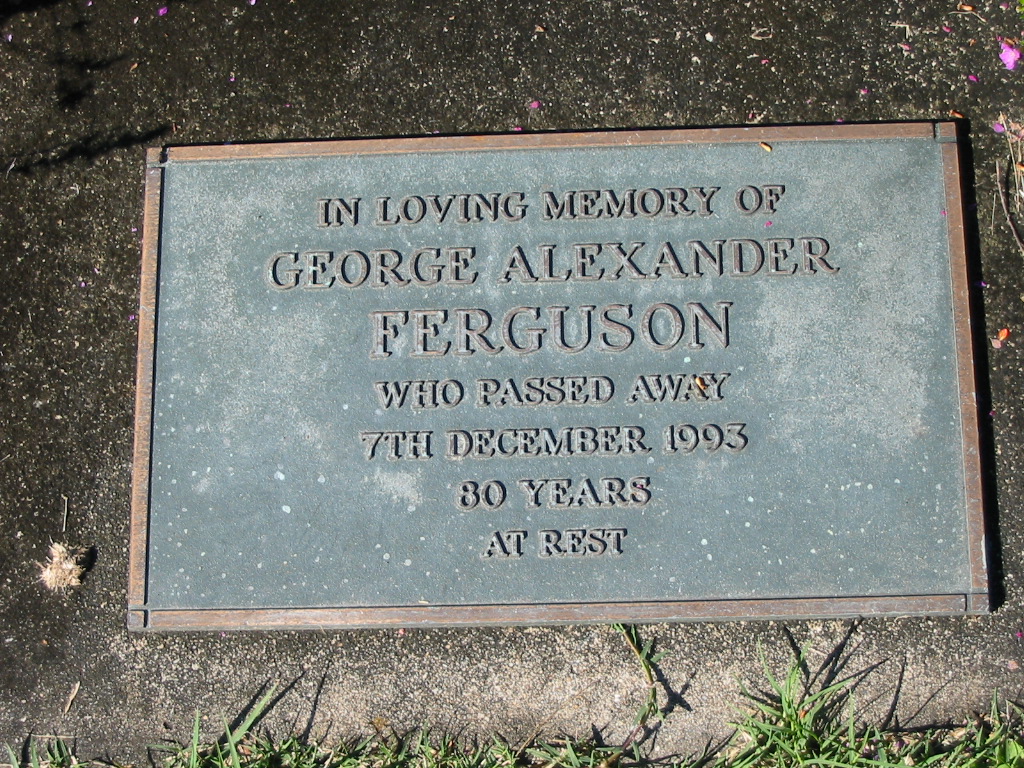 IN LOVING MEMORY OF
GEORGE ALEXANDER
FERGUSON
WHO PASSED AWAY
7TH DECEMBER 1993
80 YEARS
AT REST